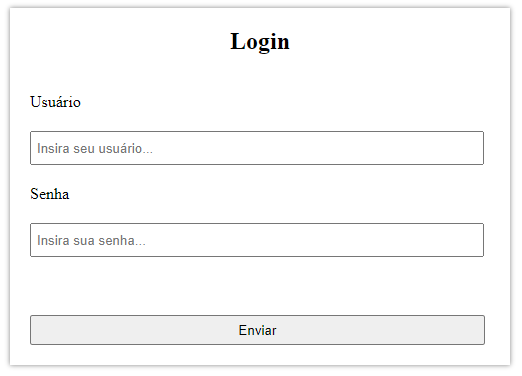 Login
Usuário
Insira seu usuário...
Senha
Insira sua senha...
Enviar